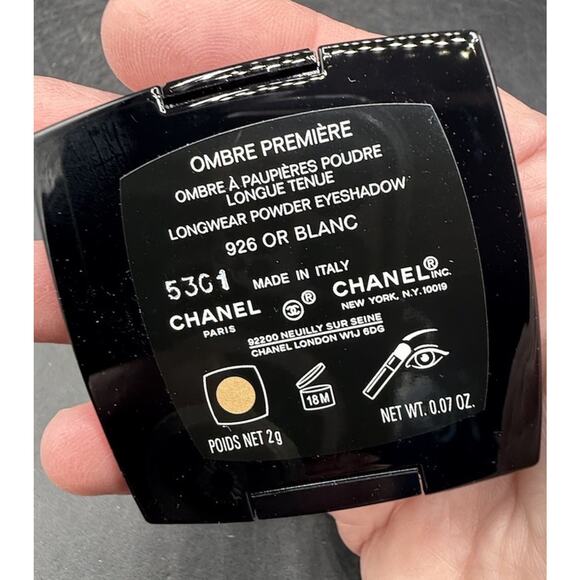 OMBRE PREMIÈRE
OMBRE À PAUPIÈRES POUDRE
LONGUE TENUE
LONGWEAR POWDER EYESHADOW
926 OR BLANC
5301 MADE IN ITALY
CHANEL ® CHANEL® INC.
PARIS NEW YORK, N.Y. 10019
92200 NEUILLY SUR SEINE
CHANEL LONDON W1J 6DG
18 M
POIDS NET 2g NET WT. 0.07 OZ.